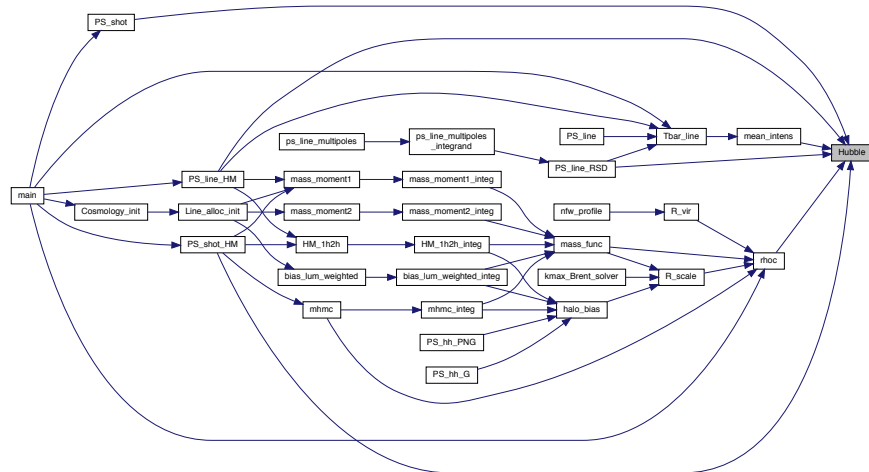 PS_shot
ps_line_multipoles
ps_line_multipoles
_integrand
PS_line
Tbar_line
mean_intens
Hubble
PS_line_RSD
main
PS_line_HM
mass_moment1
mass_moment1_integ
Cosmology_init
Line_alloc_init
mass_moment2
mass_moment2_integ
nfw_profile
R_vir
PS_shot_HM
HM_1h2h
HM_1h2h_integ
mass_func
rhoc
bias_lum_weighted
bias_lum_weighted_integ
kmax_Brent_solver
R_scale
mhmc
mhmc_integ
halo_bias
PS_hh_PNG
PS_hh_G